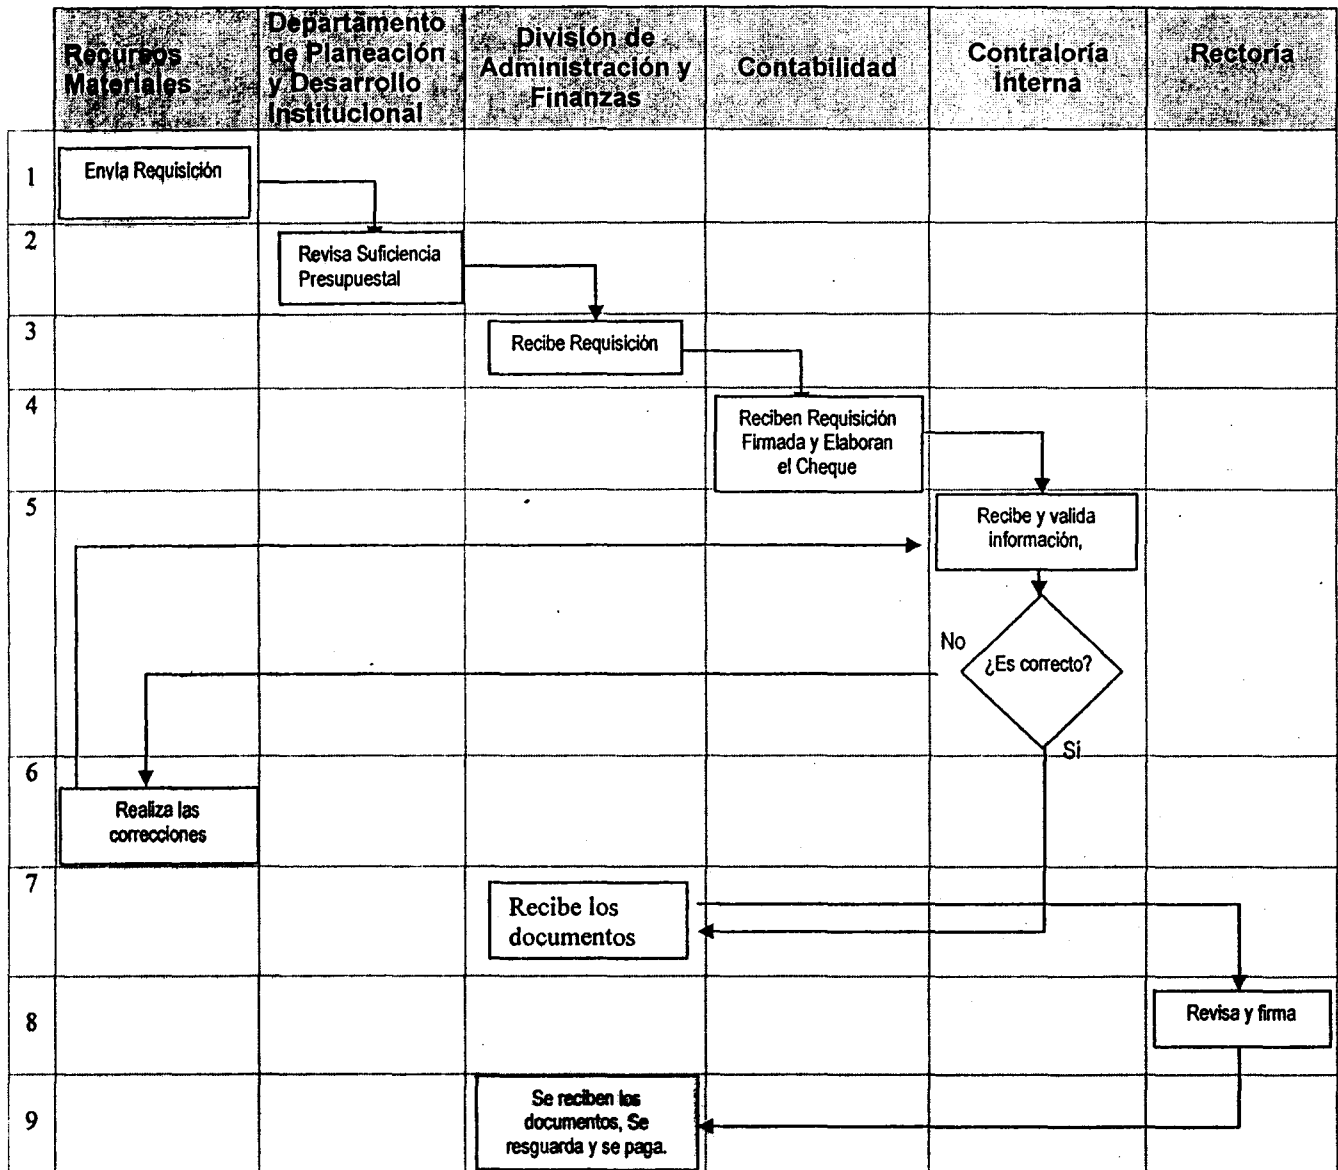 Recursos
Materiales
Departamento
de Planeación
y Desarrollo
Institucional
División de
Administración y
Finanzas
Contabilidad
Contraloría
Interna
Rectoría
1
Envía Requisición
2
Revisa Suficiencia
Presupuestal
3
Recibe Requisición
4
Reciben Requisición
Firmada y Elaboran
el Cheque
5
Recibe y valida
información,
No
¿Es correcto?
Si
6
Realiza las
correcciones
7
Recibe los
documentos
8
Revisa y firma
9
Se reciben los
documentos, Se
resguarda y se paga.